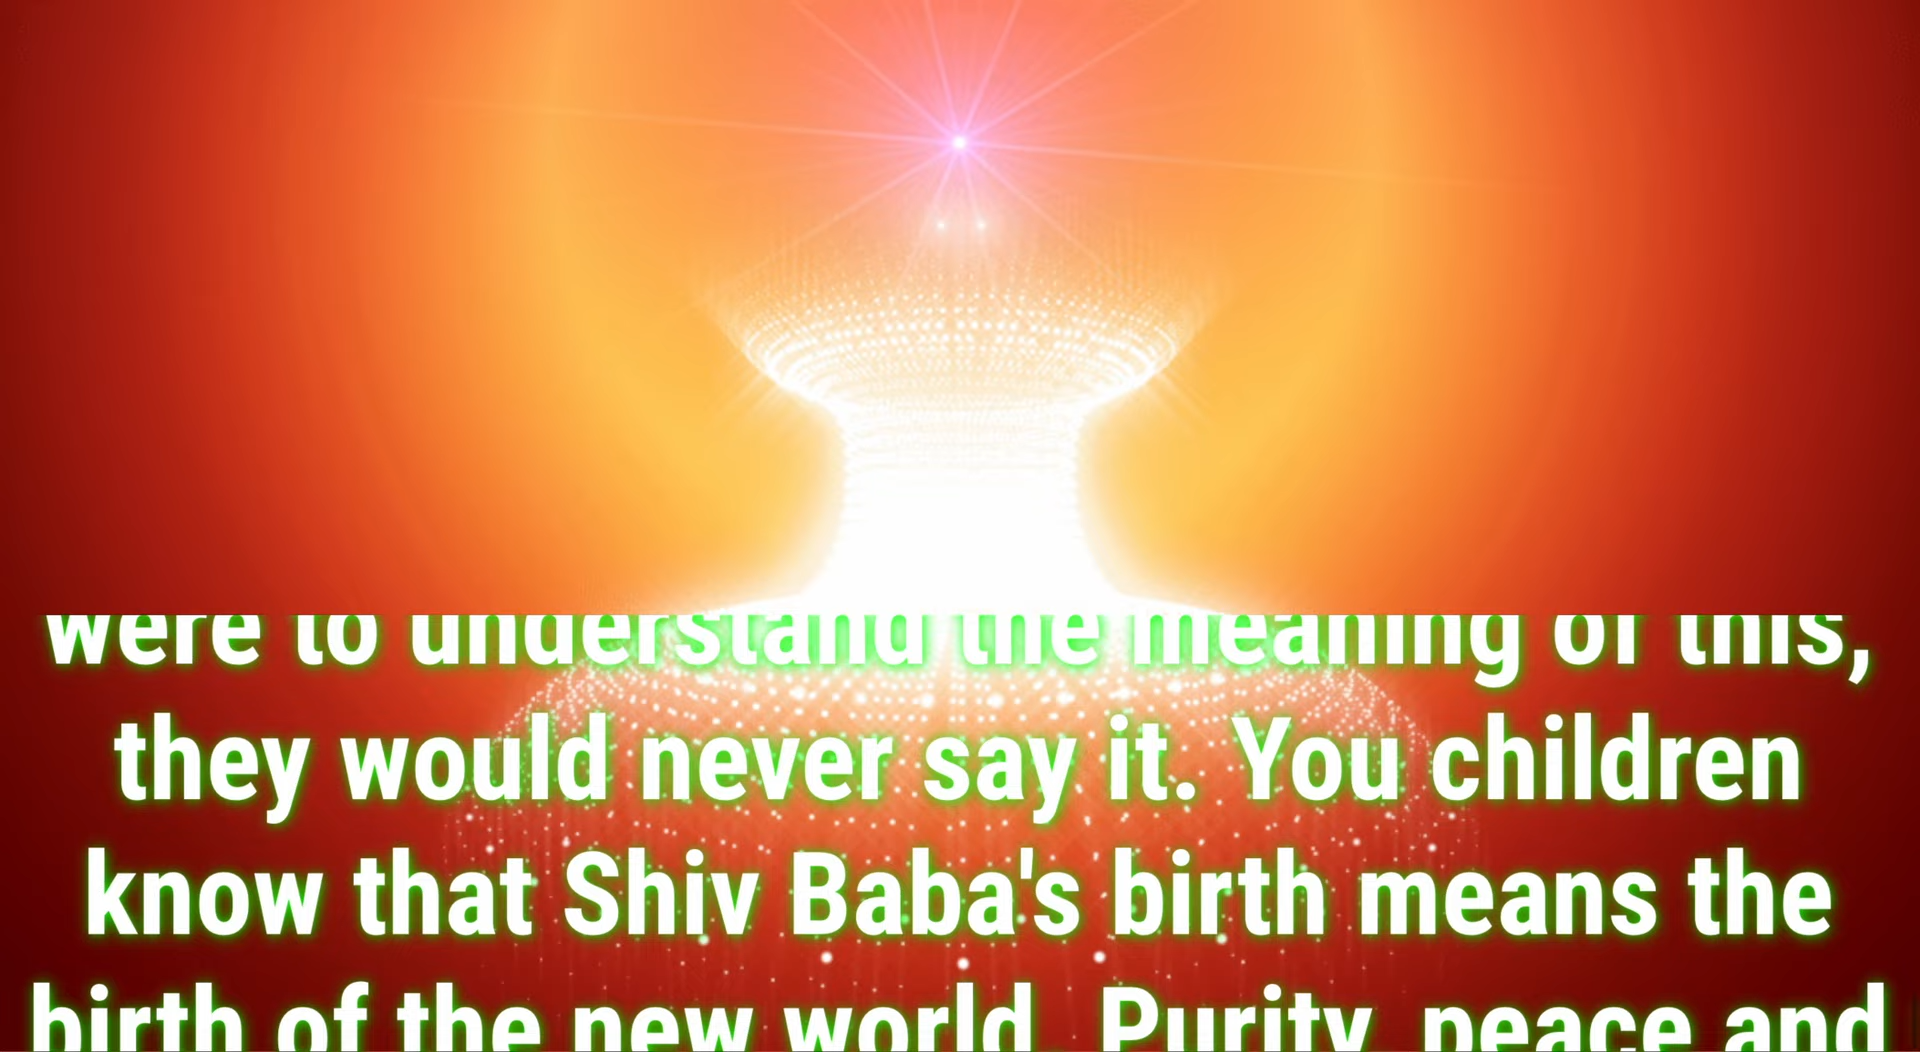 were to understand the meaning of this,
they would never say it. You children
know that Shiv Baba's birth means the
birth of the new world. Purity, peace and